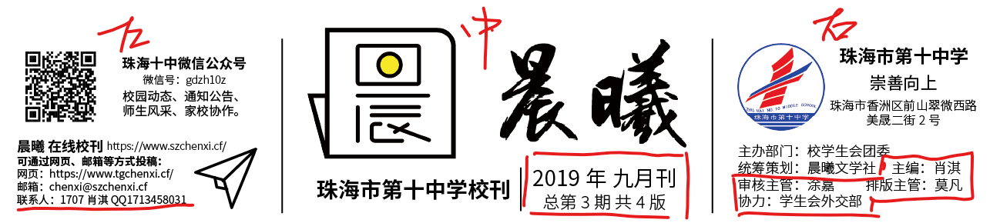 左
珠海十中微信公众号
微信号：gdzh10z
校园动态、通知公告、
师生风采、家校协作。
晨曦 在线校刊 https://www.szchenxi.cf/
可通过网页、邮箱等方式投稿：
网页：https://www.tgchenxi.cf/
邮箱：chenxi@szchenxi.cf
联系人：1707 肖淇 QQ1713458031
中
晨
晨曦
珠海市第十中学校刊
2019 年 九月刊
总第 3 期 共 4 版
右
ZHU HAI NO.10 MIDDLE SCHOOL
珠海市第十中学
珠海市第十中学
崇善向上
珠海市香洲区前山翠微西路
美晟二街 2 号
主办部门：校学生会团委
统筹策划：晨曦文学社 主编：肖淇
审核主管：涂嘉 排版主管：莫凡
协力：学生会外交部